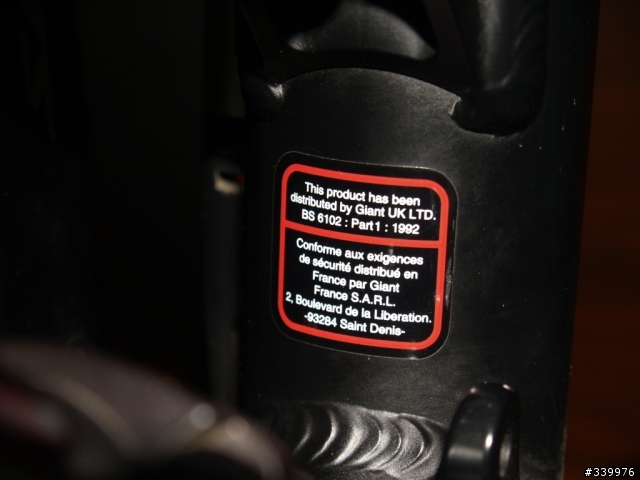 This product has been
distributed by Giant UK LTD.
BS 6102 : Part 1 : 1992
Conforme aux exigences
de sécurité distribué en
France par Giant
France S.A.R.L.
2, Boulevard de la Liberation.
-93284 Saint Denis-
#339976